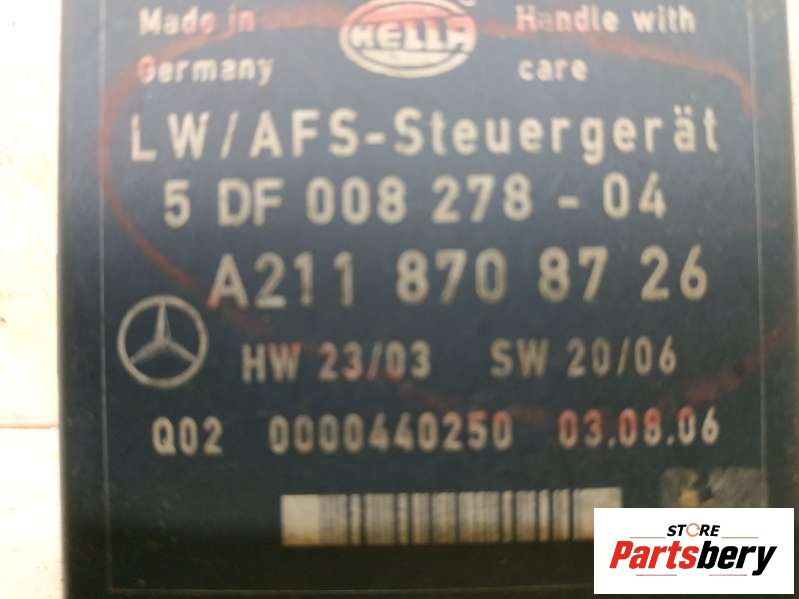 Made in
Germany
HELLA
Handle with
care
LW/AFS-Steuergerät
5 DF 008 278 - 04
A211 870 87 26
HW 23/03 SW 20/06
Q02 0000440250 03.08.06
STORE
Partsbery